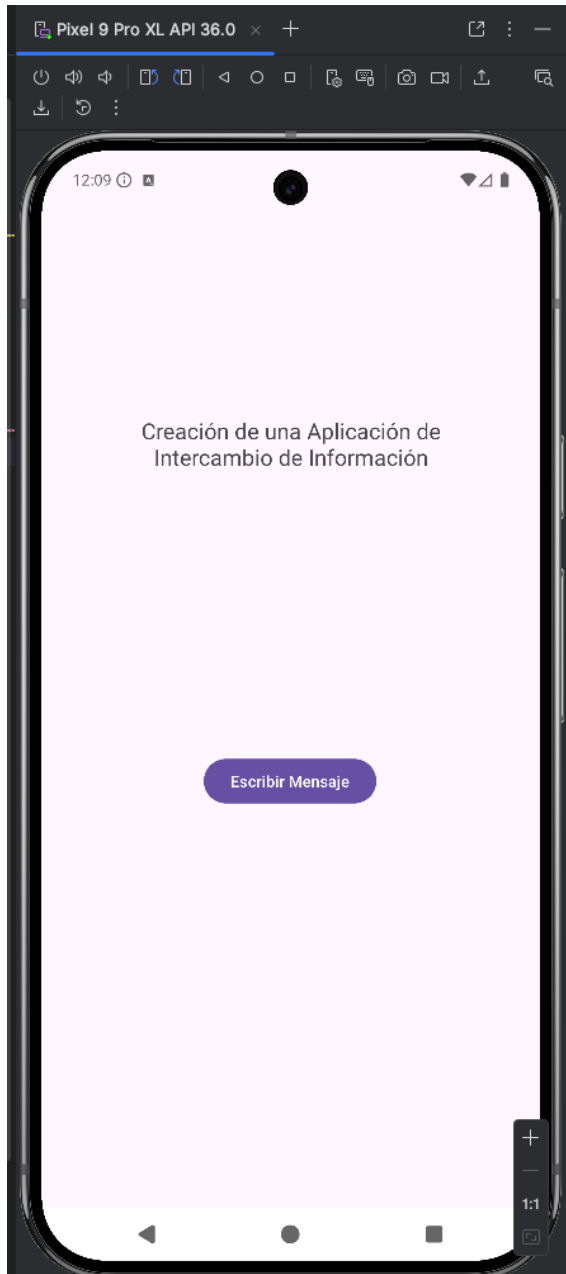 Pixel 9 Pro XL API 36.0
12:09
Creación de una Aplicación de
Intercambio de Información
Escribir Mensaje
1:1